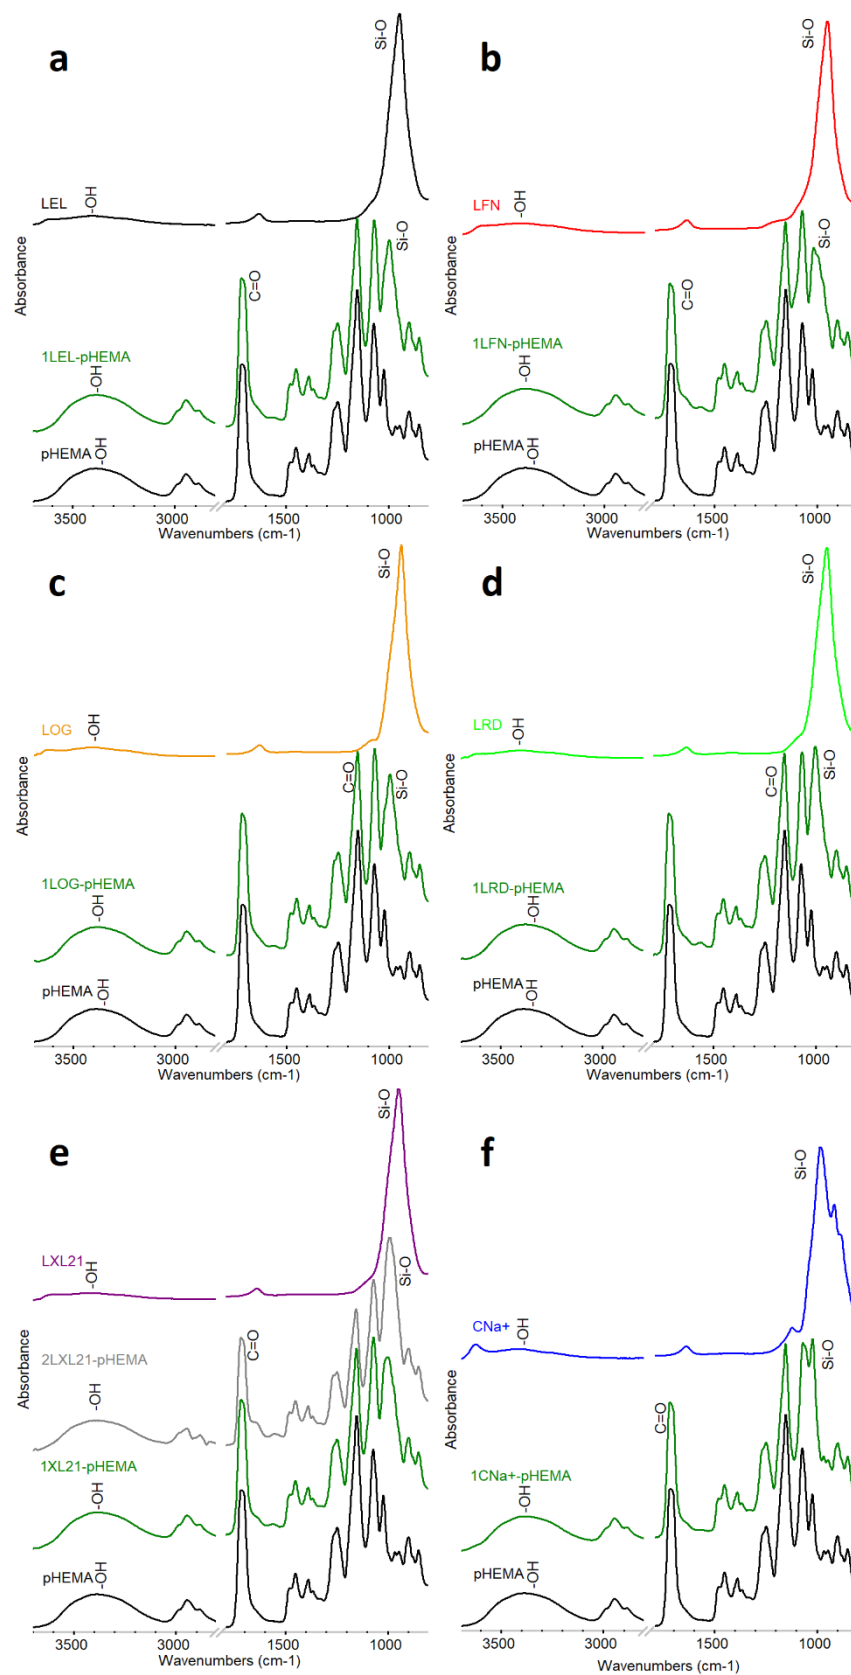 a
Si-O
LEL
-OH
Si-O
C=O
1LEL-pHEMA
-OH
pHEMA
-OH
Absorbance
3500 3000 1500 1000
Wavenumbers (cm-1)
b
Si-O
LFN
-OH
Si-O
C=O
1LFN-pHEMA
-OH
pHEMA
-OH
Absorbance
3500 3000 1500 1000
Wavenumbers (cm-1)
c
Si-O
LOG
-OH
C=O
Si-O
1LOG-pHEMA
-OH
pHEMA
-OH
Absorbance
3500 3000 1500 1000
Wavenumbers (cm-1)
d
Si-O
LRD
-OH
C=O
Si-O
1LRD-pHEMA
-OH
pHEMA
-OH
Absorbance
3500 3000 1500 1000
Wavenumbers (cm-1)
e
Si-O
LXL21
-OH
Si-O
C=O
2LXL21-pHEMA
-OH
1XL21-pHEMA
-OH
pHEMA
-OH
Absorbance
3500 3000 1500 1000
Wavenumbers (cm-1)
f
Si-O
CNa+
-OH
Si-O
C=O
1CNa+-pHEMA
-OH
pHEMA
-OH
Absorbance
3500 3000 1500 1000
Wavenumbers (cm-1)